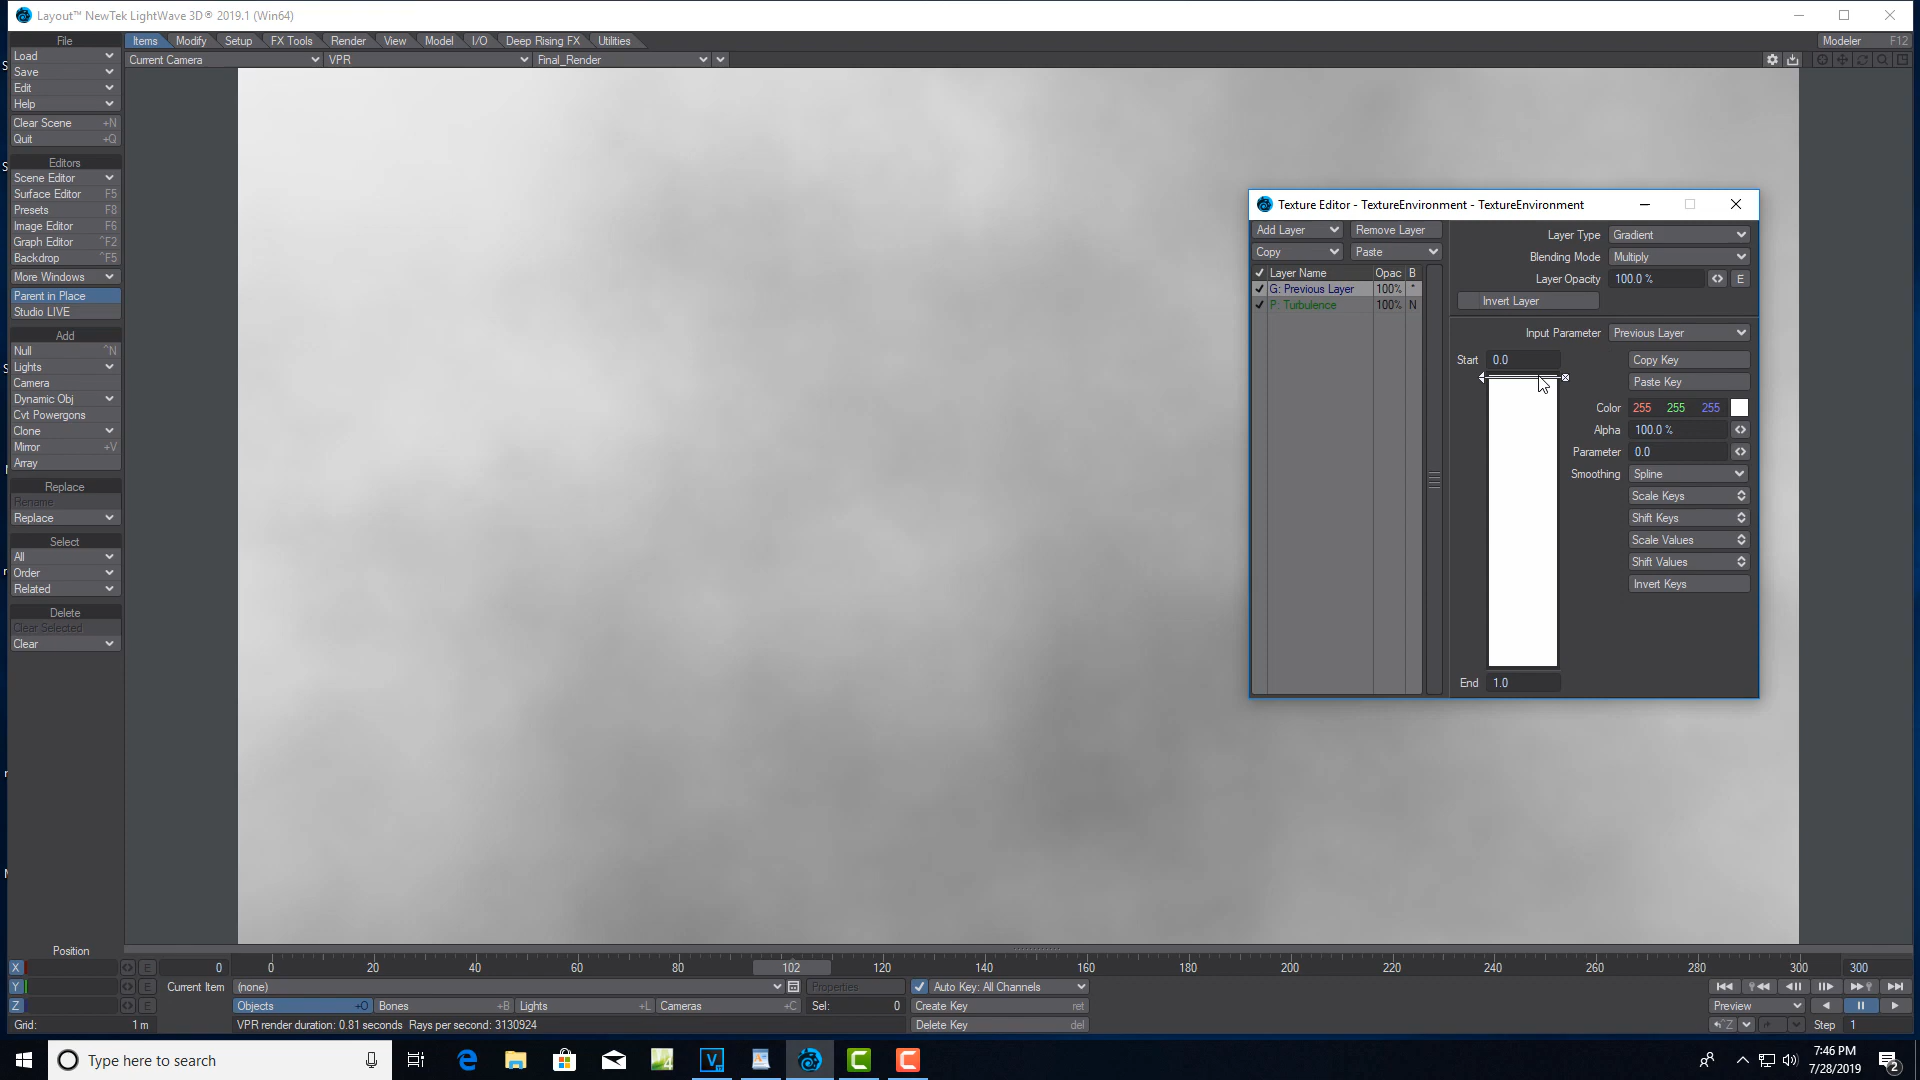 Layout™ NewTek LightWave 3D® 2019.1 (Win64)
File
Items Modify Setup FX Tools Render View Model I/O Deep Rising FX Utilities
Modeler F12
Load
Current Camera VPR Final_Render
Save
Edit
Help
Clear Scene +N
Quit +Q
Editors
Scene Editor
Surface Editor F5
Presets F8
Image Editor F6
Graph Editor ^F2
Backdrop ^F5
More Windows
Parent in Place
Studio LIVE
Add
Null ^N
Lights
Camera
Dynamic Obj
Cvt Powergons
Clone
Mirror +V
Array
Replace
Rename
Replace
Select
All
Order
Related
Delete
Clear Selected
Clear
Texture Editor - TextureEnvironment - TextureEnvironment
Add Layer Remove Layer
Copy Paste
Layer Name Opac B
G: Previous Layer 100% *
P: Turbulence 100% N
Layer Type Gradient
Blending Mode Multiply
Layer Opacity 100.0 % E
Invert Layer
Input Parameter Previous Layer
Start 0.0
Copy Key
Paste Key
Color 255 255 255
Alpha 100.0 %
Parameter 0.0
Smoothing Spline
Scale Keys
Shift Keys
Scale Values
Shift Values
Invert Keys
End 1.0
Position
X E
Y E
Z E
Grid: 1 m
0 0 20 40 60 80 102 120 140 160 180 200 220 240 260 280 300 300
Current Item (none) Properties Auto Key: All Channels
Objects +O Bones +B Lights +L Cameras +C Sel: 0 Create Key ret
VPR render duration: 0.81 seconds Rays per second: 3130924
Delete Key del
Preview
^Z Step 1
Type here to search
7:46 PM
7/28/2019
2